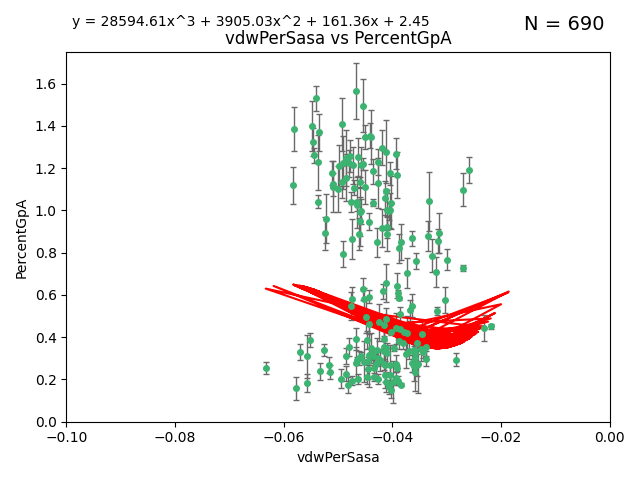 y = 28594.61x^3 + 3905.03x^2 + 161.36x + 2.45
N = 690
vdwPerSasa vs PercentGpA
PercentGpA
1.6
1.4
1.2
1.0
0.8
0.6
0.4
0.2
0.0
−0.10 −0.08 −0.06 −0.04 −0.02 0.00
vdwPerSasa